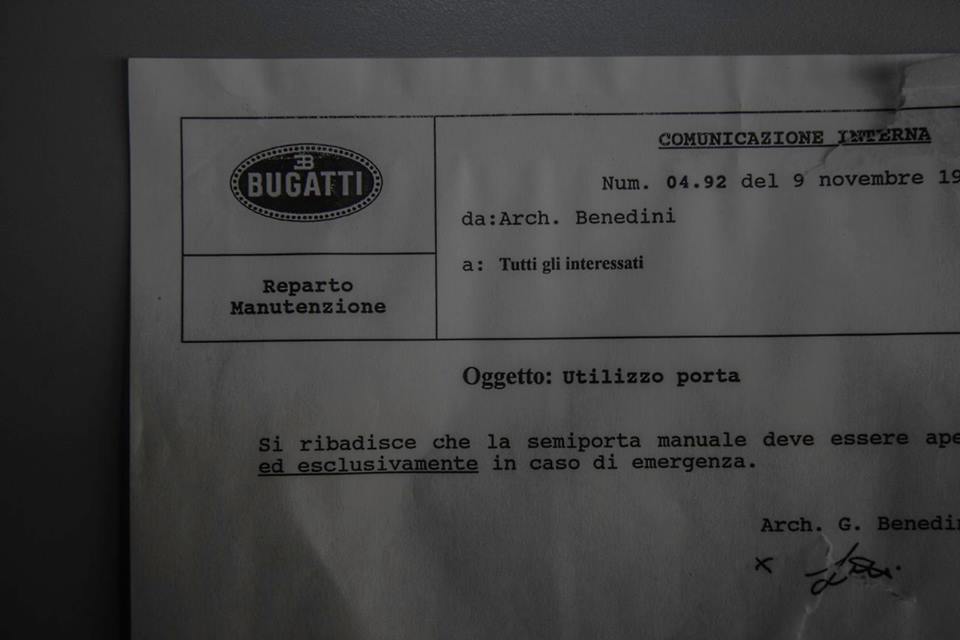 EB
BUGATTI
Reparto
Manutenzione
COMUNICAZIONE INTERNA
Num. 04.92 del 9 novembre 19
da:Arch. Benedini
a: Tutti gli interessati
Oggetto: Utilizzo porta
Si ribadisce che la semiporta manuale deve essere ape
ed esclusivamente in caso di emergenza.
Arch. G. Benedin
x